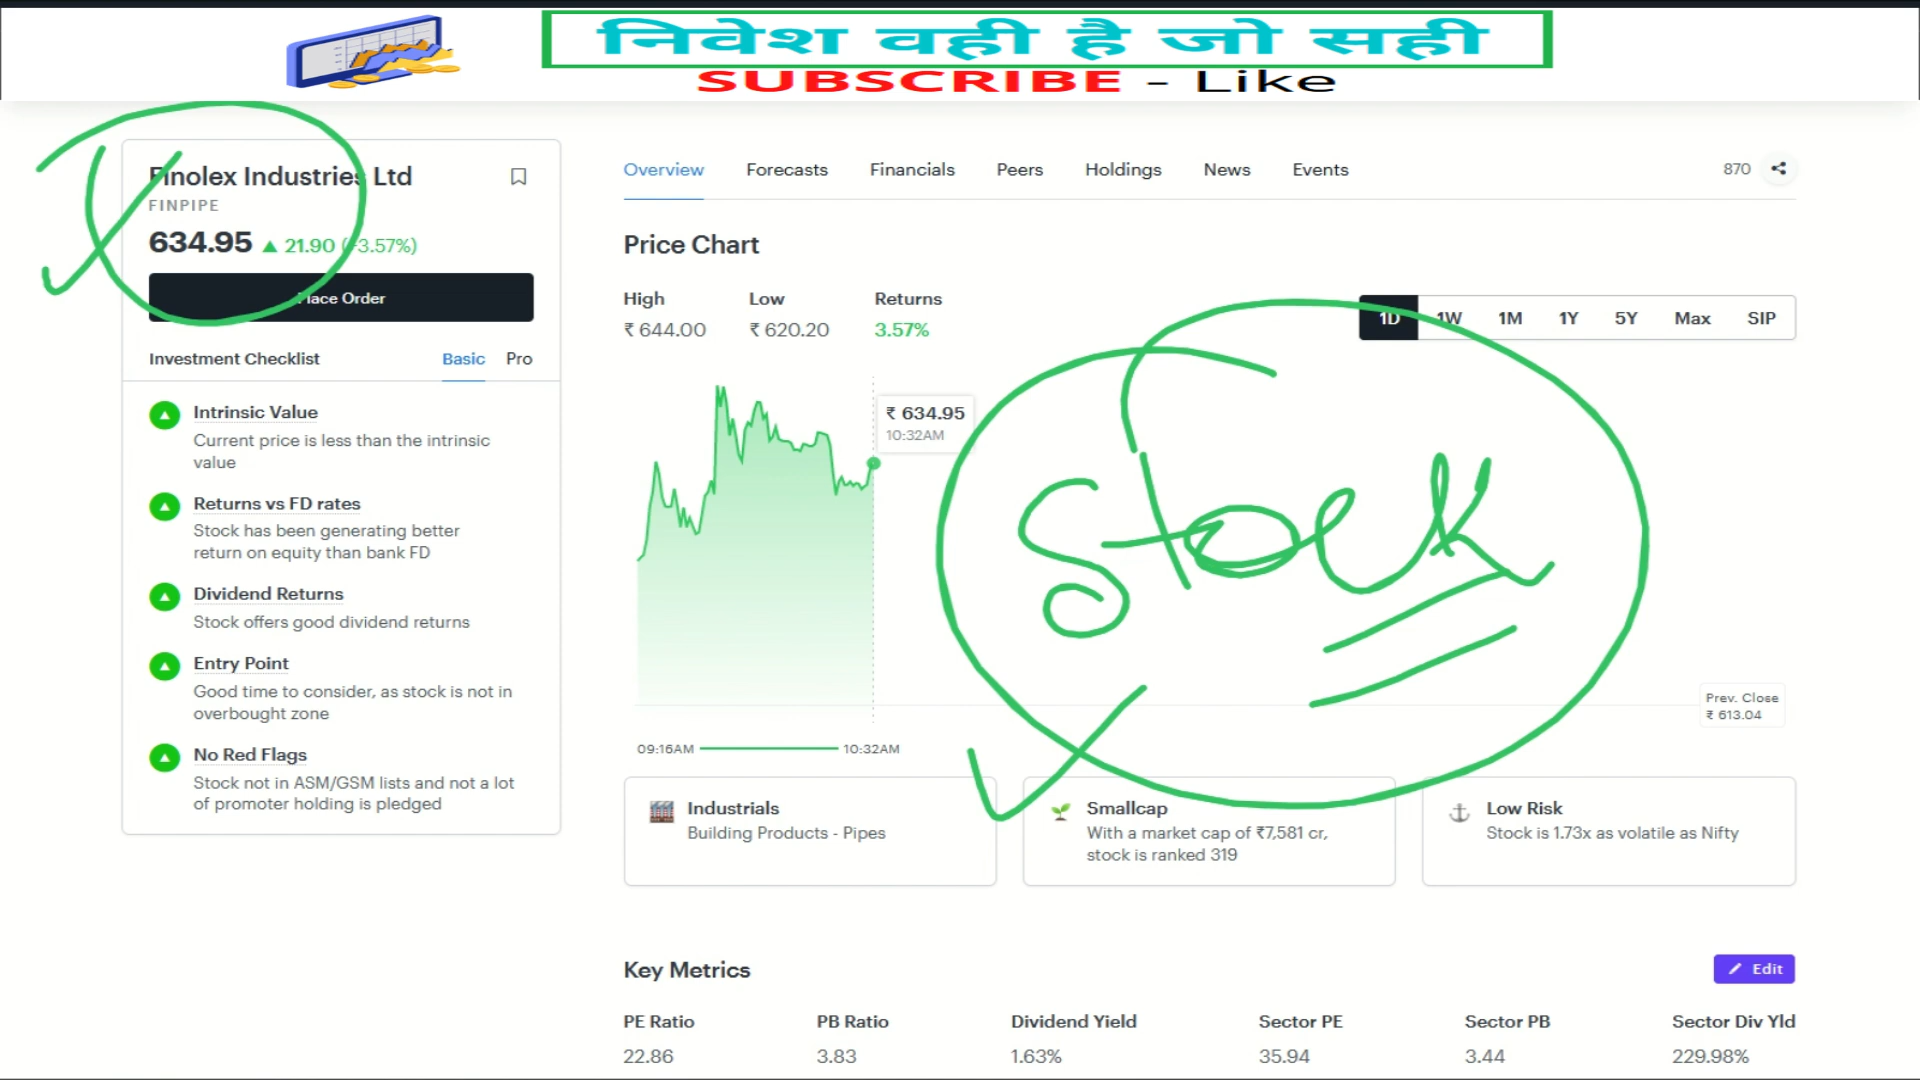 निवेश वही है जो सही
SUBSCRIBE - Like
Finolex Industries Ltd
FINPIPE
634.95 ▲ 21.90 (+3.57%)
Place Order
Investment Checklist Basic Pro
Intrinsic Value
Current price is less than the intrinsic
value
Returns vs FD rates
Stock has been generating better
return on equity than bank FD
Dividend Returns
Stock offers good dividend returns
Entry Point
Good time to consider, as stock is not in
overbought zone
No Red Flags
Stock not in ASM/GSM lists and not a lot
of promoter holding is pledged
Overview Forecasts Financials Peers Holdings News Events 870
Price Chart
High Low Returns
₹ 644.00 ₹ 620.20 3.57%
1D 1W 1M 1Y 5Y Max SIP
₹ 634.95
10:32AM
Stock
Prev. Close
₹ 613.04
09:16AM 10:32AM
Industrials
Building Products - Pipes
Smallcap
With a market cap of ₹7,581 cr,
stock is ranked 319
Low Risk
Stock is 1.73x as volatile as Nifty
Key Metrics Edit
PE Ratio PB Ratio Dividend Yield Sector PE Sector PB Sector Div Yld
22.86 3.83 1.63% 35.94 3.44 229.98%